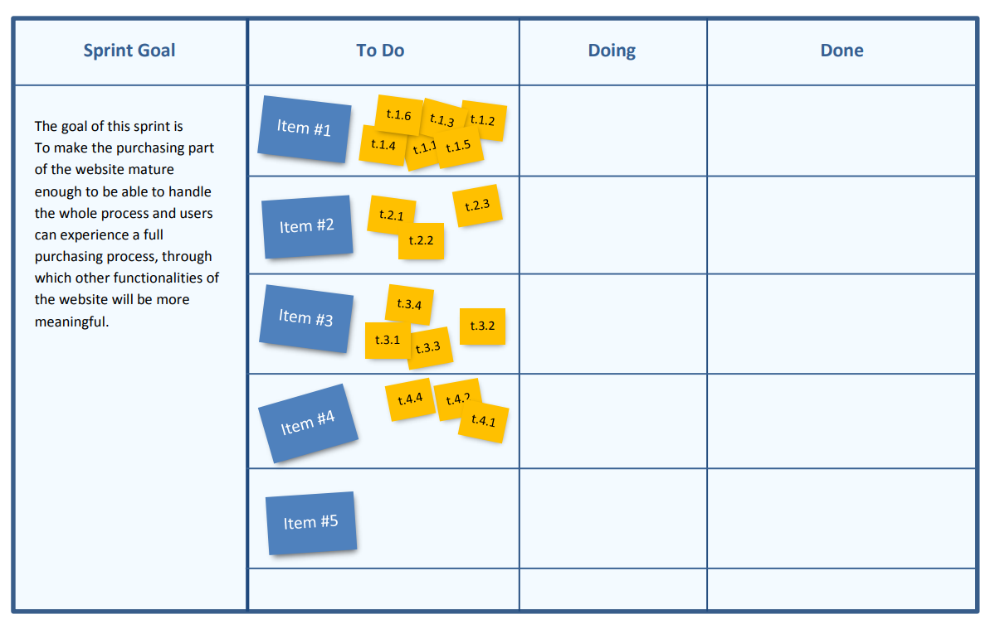 Sprint Goal
To Do
Doing
Done
The goal of this sprint is
To make the purchasing part
of the website mature
enough to be able to handle
the whole process and users
can experience a full
purchasing process, through
which other functionalities of
the website will be more
meaningful.
Item #1
t.1.6
t.1.3
t.1.2
t.1.4
t.1.1
t.1.5
Item #2
t.2.1
t.2.3
t.2.2
Item #3
t.3.4
t.3.2
t.3.1
t.3.3
Item #4
t.4.4
t.4.2
t.4.1
Item #5